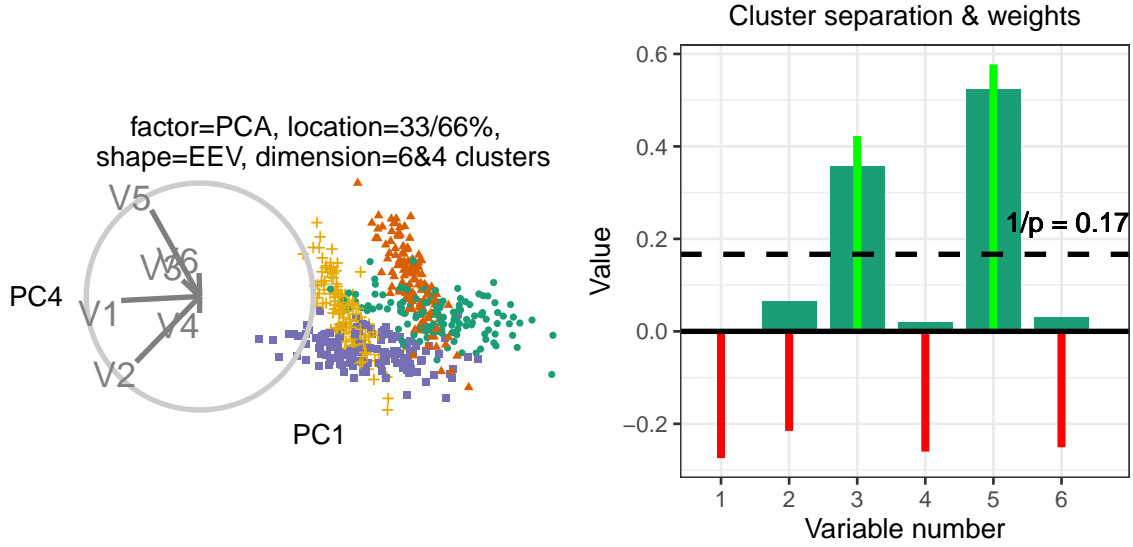 factor=PCA, location=33/66%,
shape=EEV, dimension=6&4 clusters
V5
V6
V3
PC4
V1
V4
V2
PC1
Cluster separation & weights
0.6
0.4
0.2
0.0
−0.2
Value
1/p = 0.17
1 2 3 4 5 6
Variable number